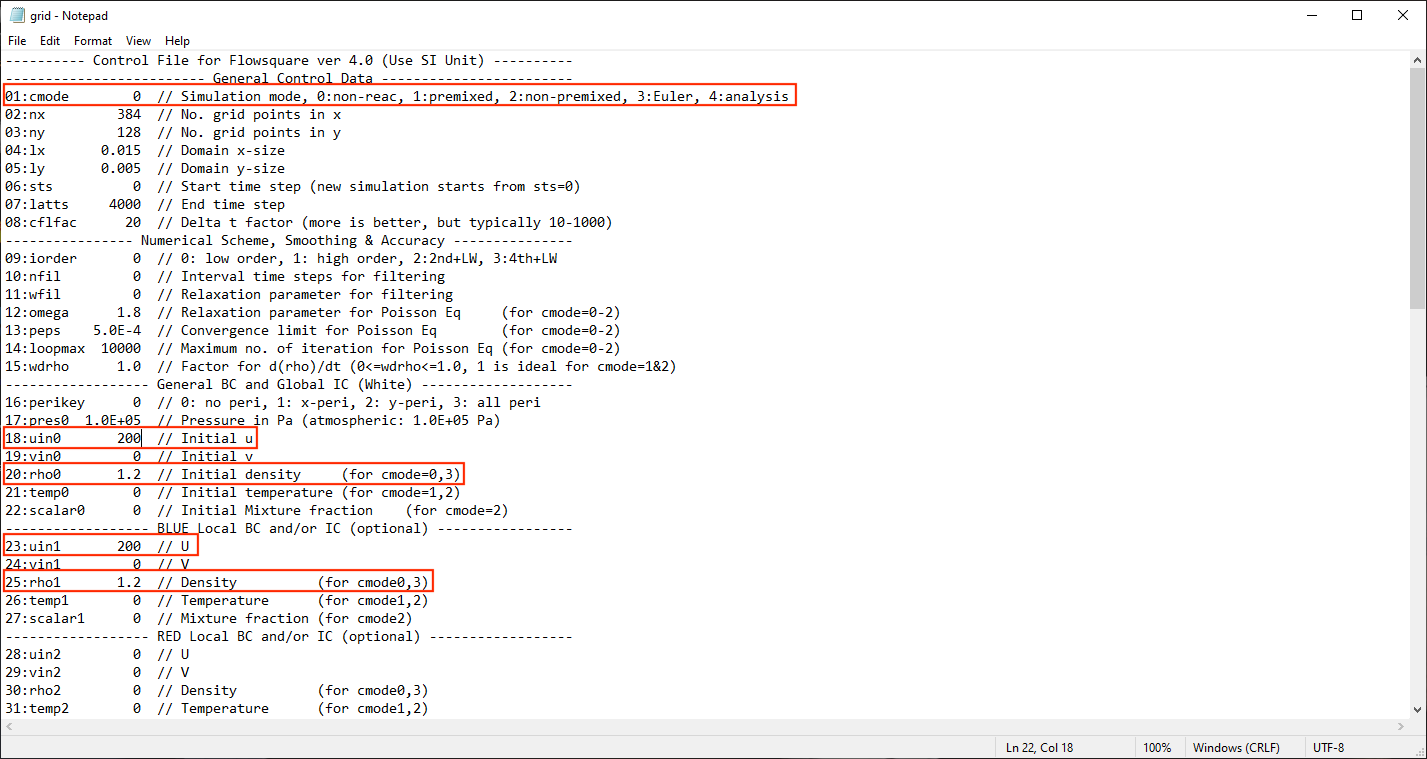 grid - Notepad
File Edit Format View Help
---------- Control File for Flowsquare ver 4.0 (Use SI Unit) ----------
------------------------- General Control Data ------------------------
01:cmode        0  // Simulation mode, 0:non-reac, 1:premixed, 2:non-premixed, 3:Euler, 4:analysis
02:nx         384  // No. grid points in x
03:ny         128  // No. grid points in y
04:lx       0.015  // Domain x-size
05:ly       0.005  // Domain y-size
06:sts          0  // Start time step (new simulation starts from sts=0)
07:latts     4000  // End time step
08:cflfac      20  // Delta t factor (more is better, but typically 10-1000)
---------------- Numerical Scheme, Smoothing & Accuracy ---------------
09:iorder       0  // 0: low order, 1: high order, 2:2nd+LW, 3:4th+LW
10:nfil         0  // Interval time steps for filtering
11:wfil         0  // Relaxation parameter for filtering
12:omega      1.8  // Relaxation parameter for Poisson Eq     (for cmode=0-2)
13:peps    5.0E-4  // Convergence limit for Poisson Eq        (for cmode=0-2)
14:loopmax  10000  // Maximum no. of iteration for Poisson Eq (for cmode=0-2)
15:wdrho      1.0  // Factor for d(rho)/dt (0<=wdrho<=1.0, 1 is ideal for cmode=1&2)
------------------ General BC and Global IC (White) -------------------
16:perikey      0  // 0: no peri, 1: x-peri, 2: y-peri, 3: all peri
17:pres0  1.0E+05  // Pressure in Pa (atmospheric: 1.0E+05 Pa)
18:uin0       200  // Initial u
19:vin0         0  // Initial v
20:rho0       1.2  // Initial density     (for cmode=0,3)
21:temp0        0  // Initial temperature (for cmode=1,2)
22:scalar0      0  // Initial Mixture fraction    (for cmode=2)
------------------ BLUE Local BC and/or IC (optional) -----------------
23:uin1       200  // U
24:vin1         0  // V
25:rho1       1.2  // Density          (for cmode0,3)
26:temp1        0  // Temperature      (for cmode1,2)
27:scalar1      0  // Mixture fraction (for cmode2)
------------------ RED Local BC and/or IC (optional) ------------------
28:uin2         0  // U
29:vin2         0  // V
30:rho2         0  // Density          (for cmode0,3)
31:temp2        0  // Temperature      (for cmode1,2)
Ln 22, Col 18 100% Windows (CRLF) UTF-8